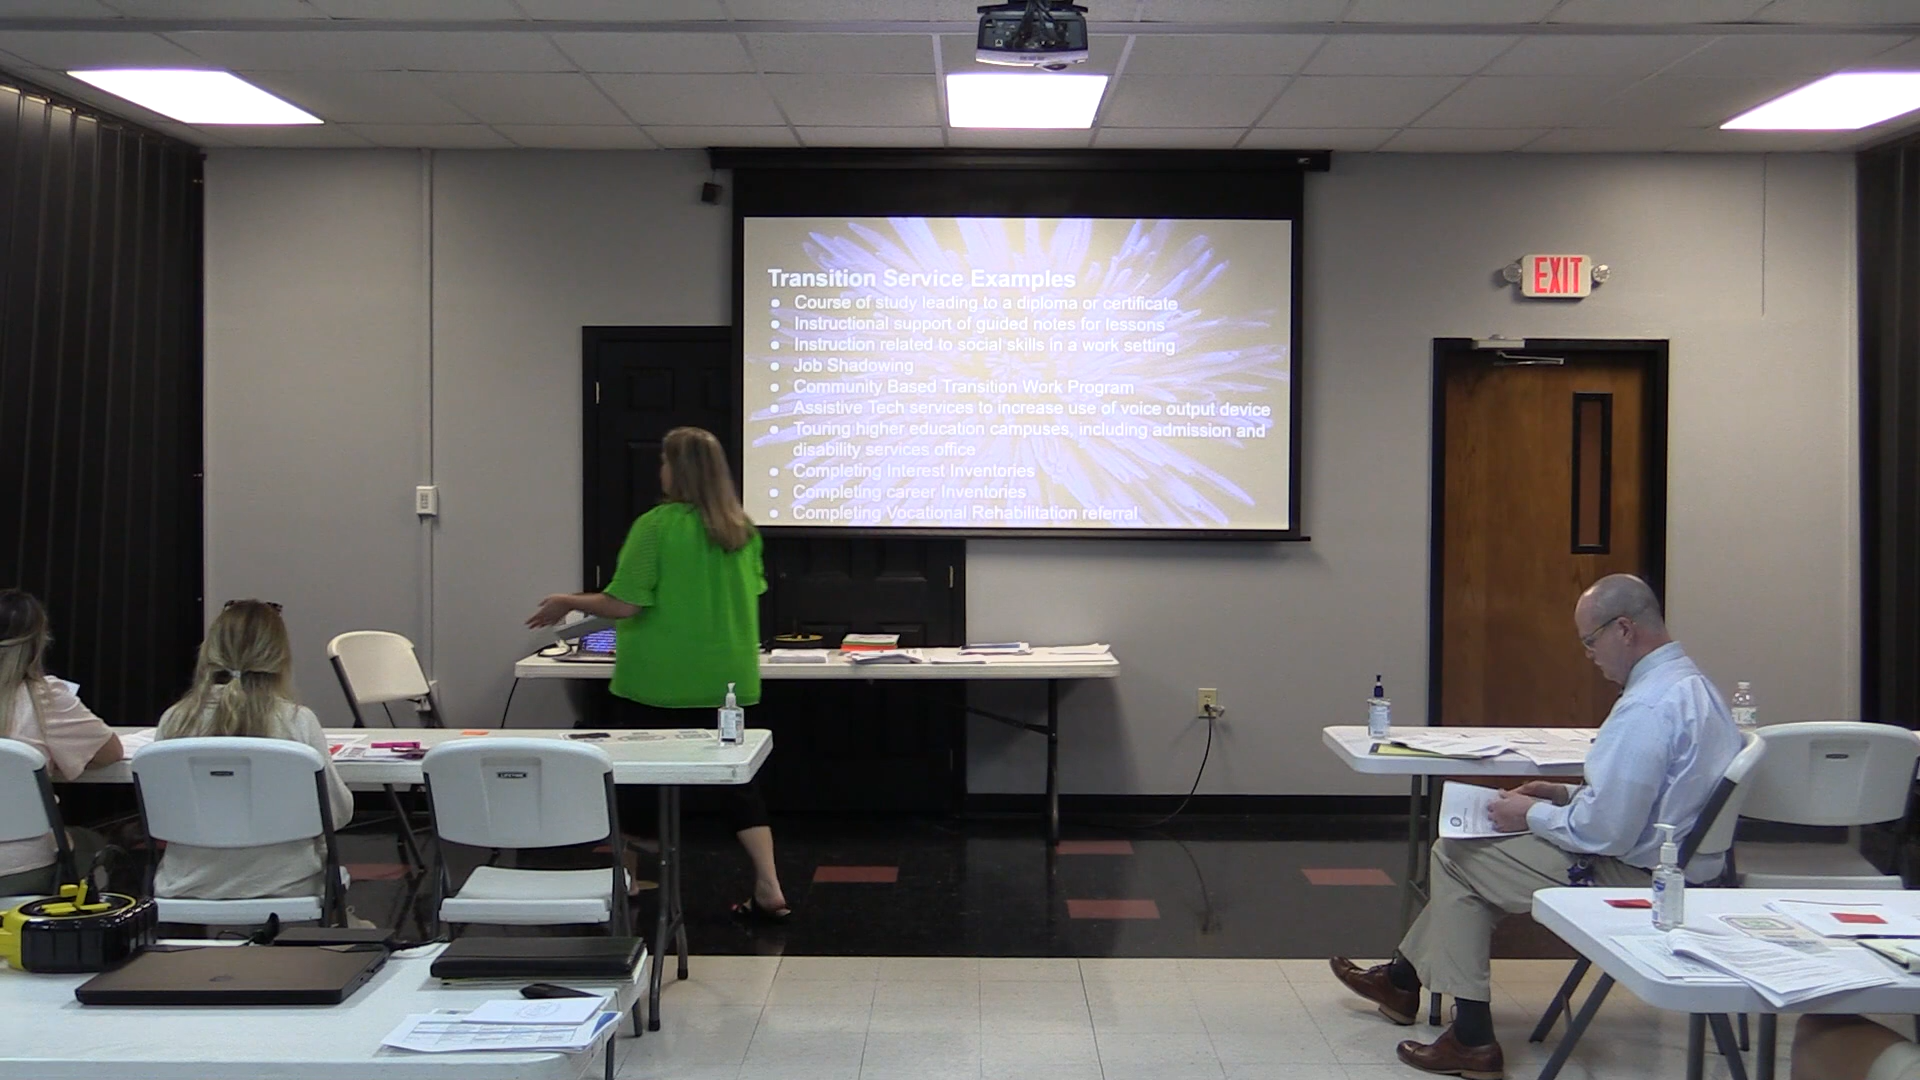 Transition Service Examples
● Course of study leading to a diploma or certificate
● Instructional support of guided notes for lessons
● Instruction related to social skills in a work setting
● Job Shadowing
● Community Based Transition Work Program
● Assistive Tech services to increase use of voice output device
● Touring higher education campuses, including admission and
disability services office
● Completing Interest Inventories
● Completing career Inventories
● Completing Vocational Rehabilitation referral
EXIT